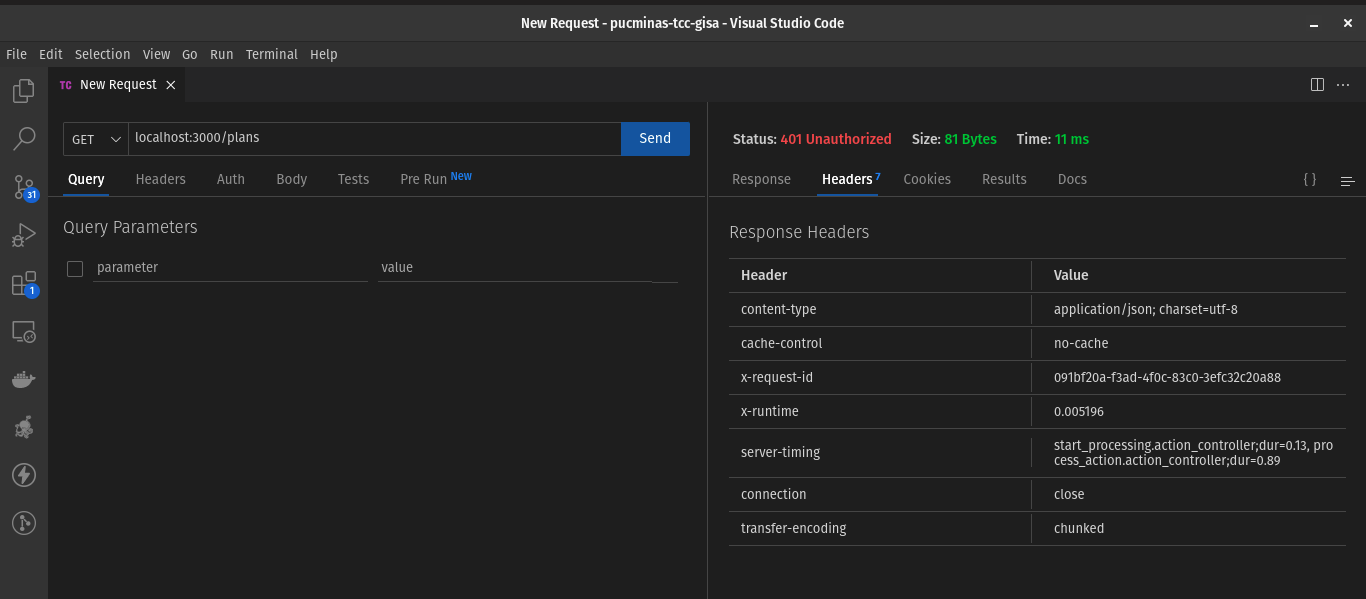 New Request - pucminas-tcc-gisa - Visual Studio Code
File Edit Selection View Go Run Terminal Help
TC New Request
GET localhost:3000/plans Send
Query Headers Auth Body Tests Pre Run New
Query Parameters
parameter value
31
1
Status: 401 Unauthorized Size: 81 Bytes Time: 11 ms
Response Headers 7 Cookies Results Docs { }
Response Headers
Header Value
content-type application/json; charset=utf-8
cache-control no-cache
x-request-id 091bf20a-f3ad-4f0c-83c0-3efc32c20a88
x-runtime 0.005196
server-timing start_processing.action_controller;dur=0.13, pro
cess_action.action_controller;dur=0.89
connection close
transfer-encoding chunked